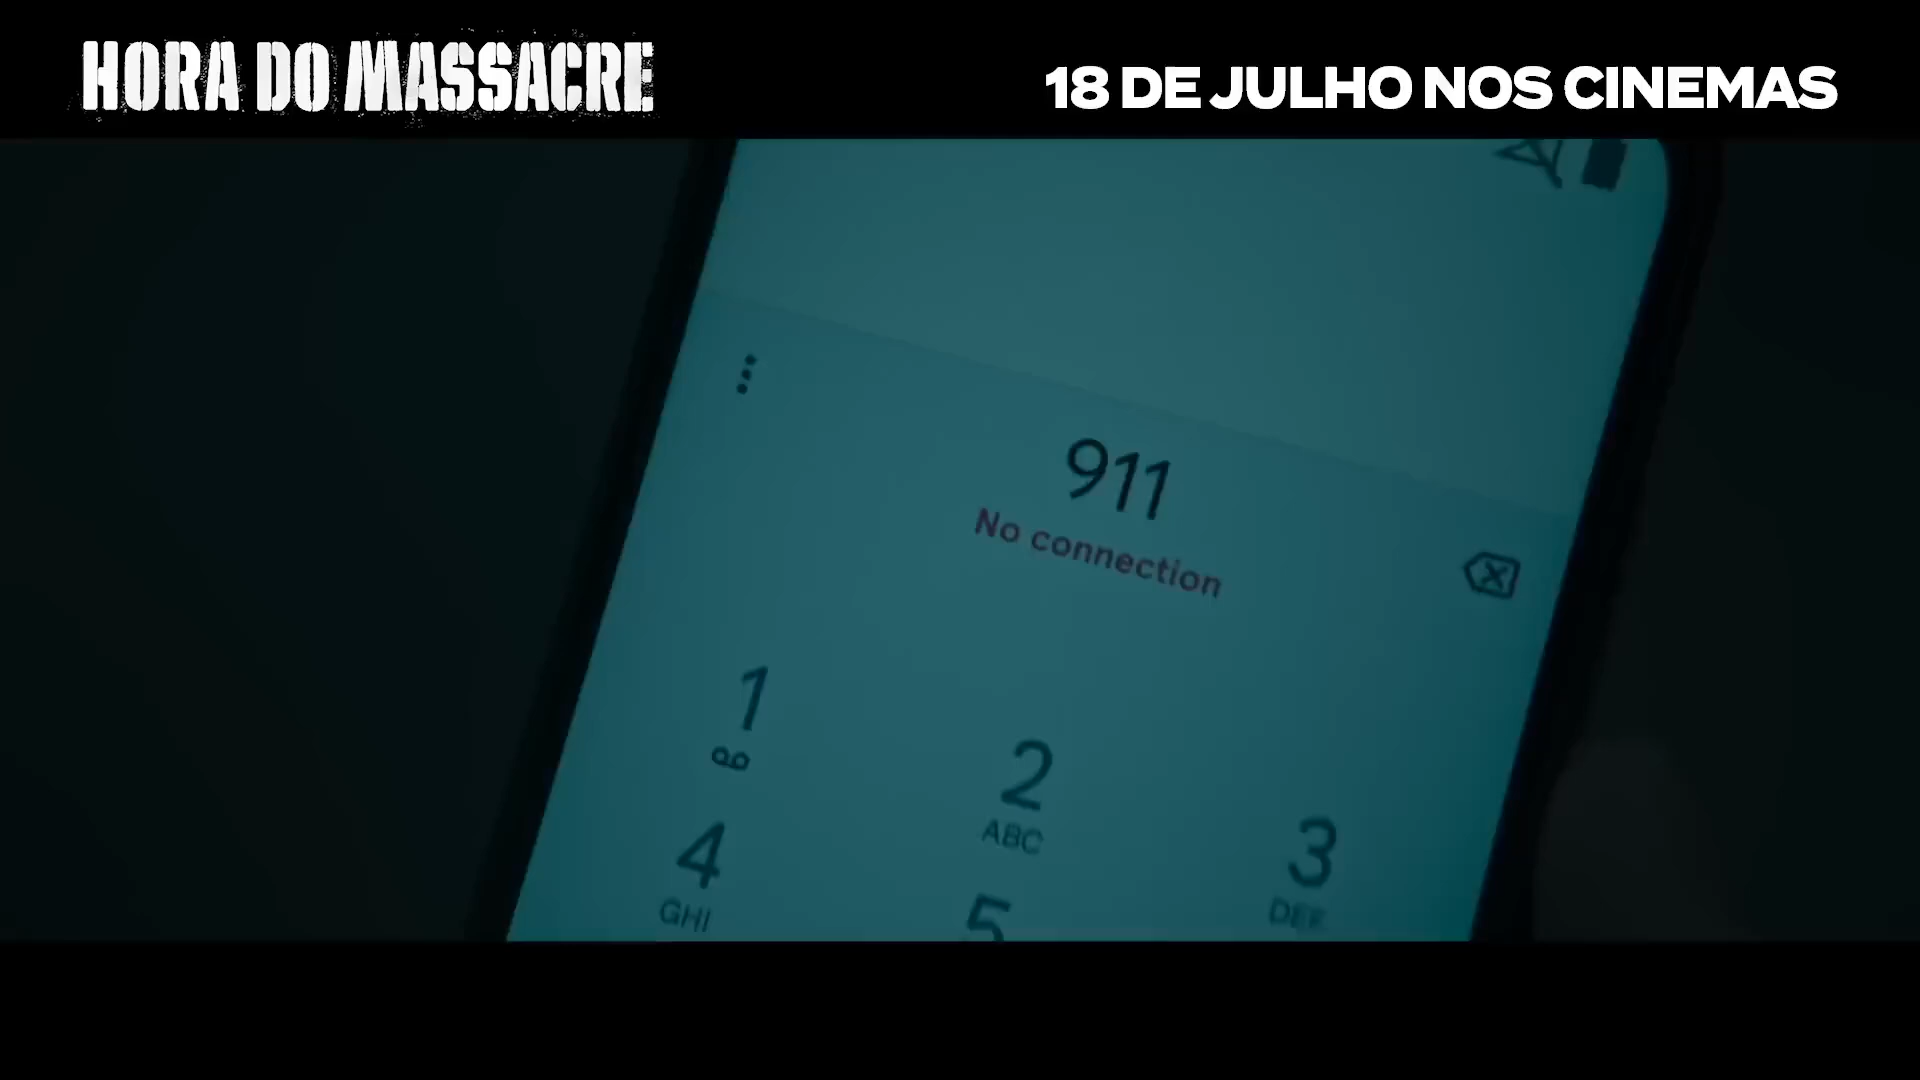 HORA DO MASSACRE
18 DE JULHO NOS CINEMAS
911
No connection
1
2
ABC
3
DEF
4
GHI
5